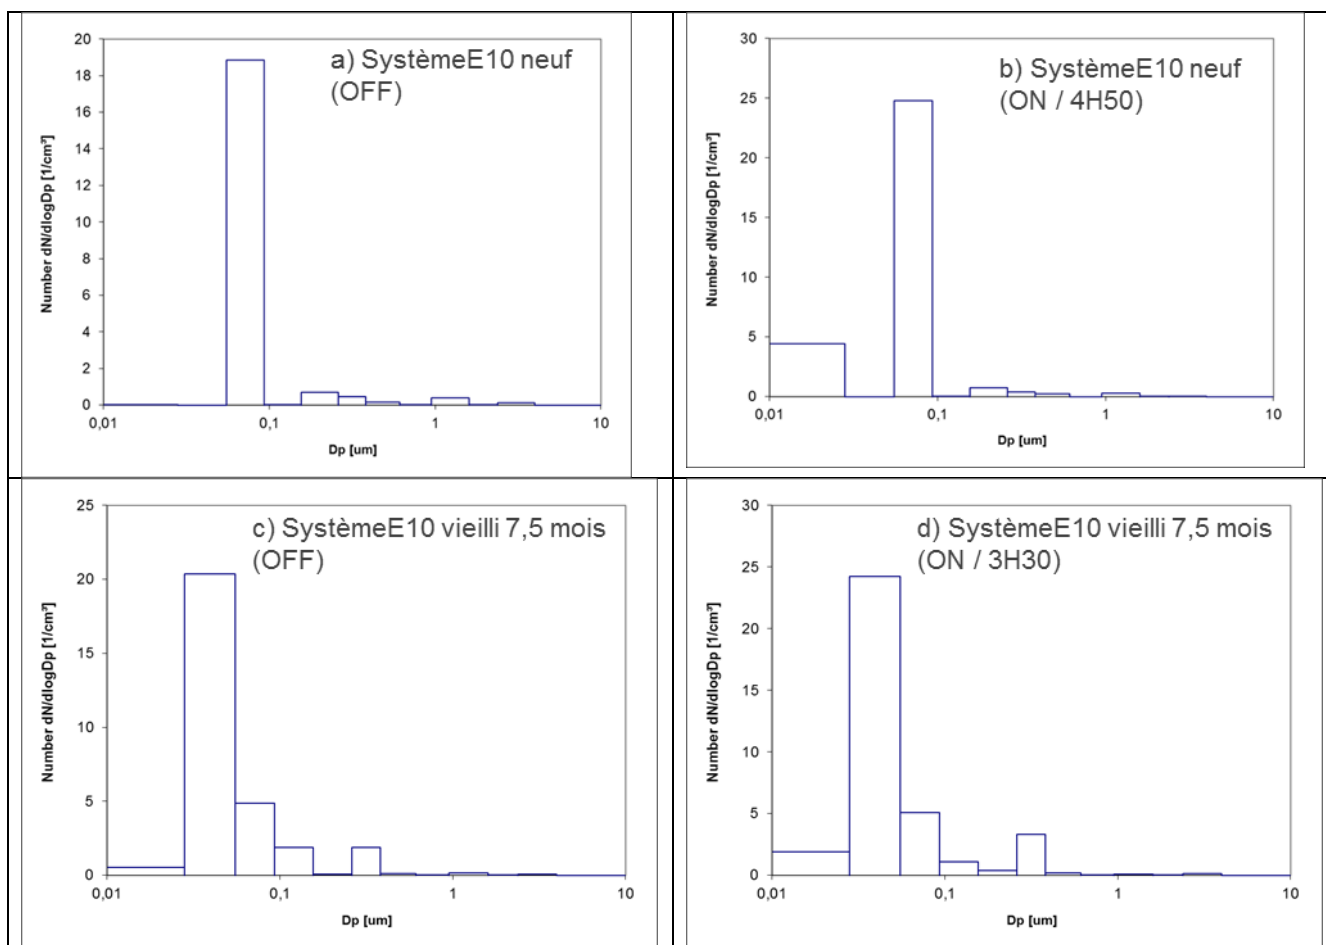 a) SystèmeE10 neuf
(OFF)
Number dN/dlogDp [1/cm³]
20
18
16
14
12
10
8
6
4
2
0
0,01
0,1
1
10
Dp [um]
b) SystèmeE10 neuf
(ON / 4H50)
Number dN/dlogDp [1/cm³]
30
25
20
15
10
5
0
0,01
0,1
1
10
Dp [um]
c) SystèmeE10 vieilli 7,5 mois
(OFF)
Number dN/dlogDp [1/cm³]
25
20
15
10
5
0
0,01
0,1
1
10
Dp [um]
d) SystèmeE10 vieilli 7,5 mois
(ON / 3H30)
Number dN/dlogDp [1/cm³]
30
25
20
15
10
5
0
0,01
0,1
1
10
Dp [um]